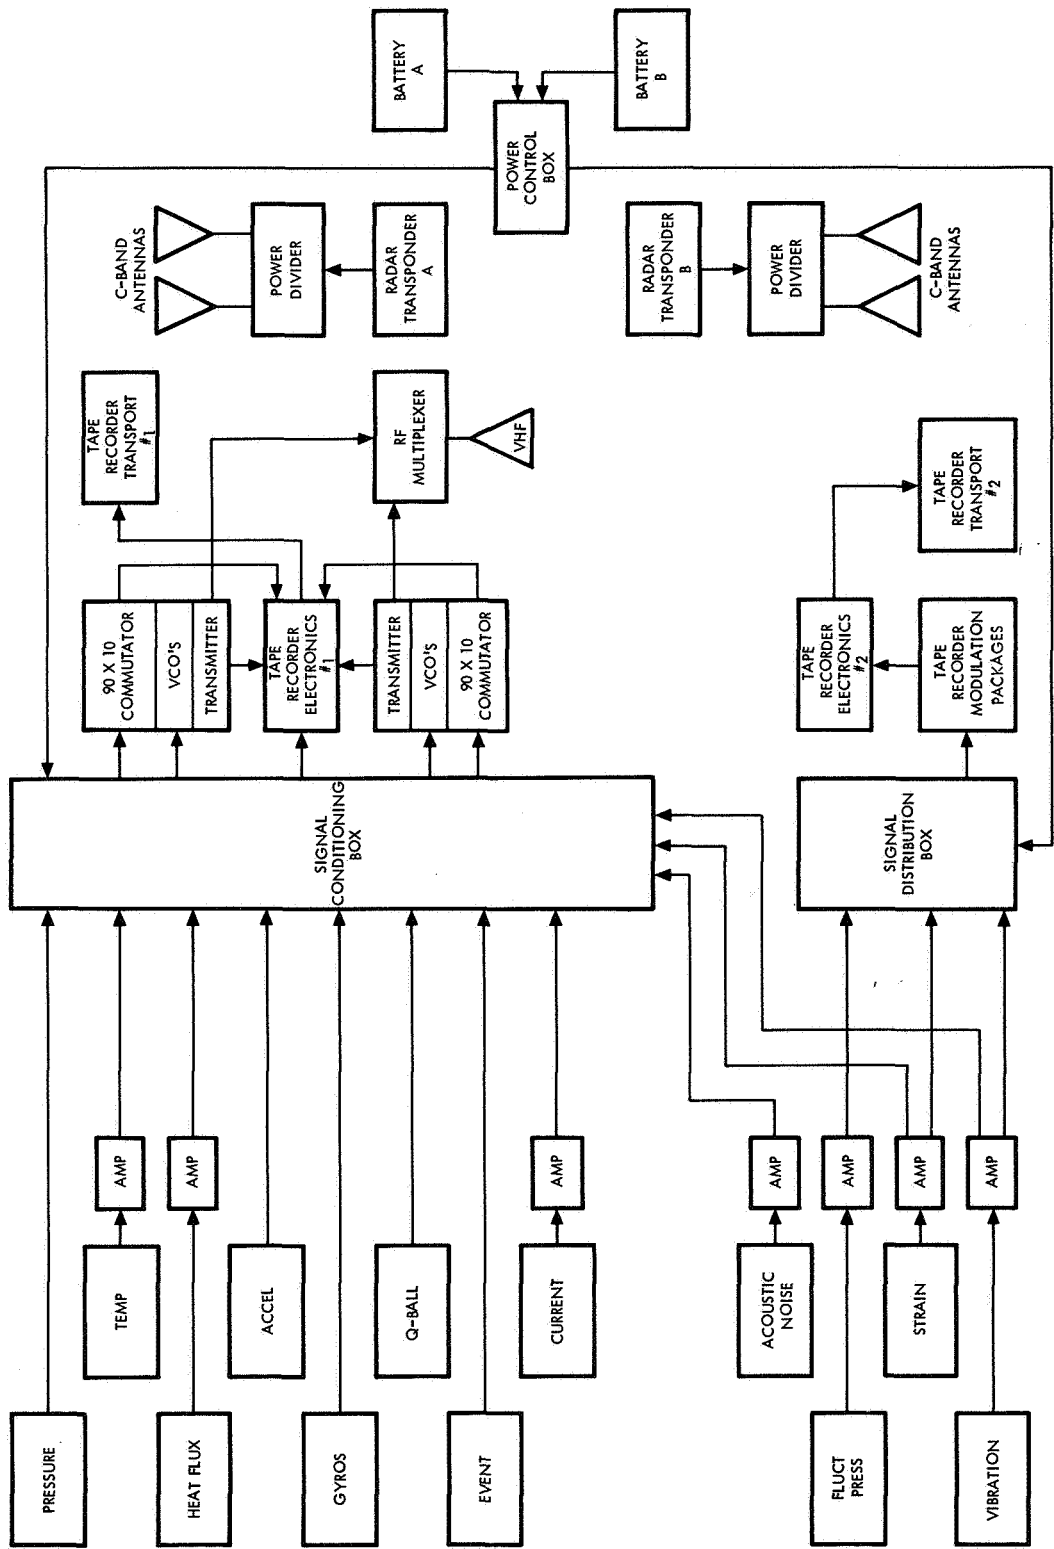 PRESSURE
TEMP
AMP
HEAT FLUX
AMP
ACCEL
GYROS
Q-BALL
EVENT
CURRENT
AMP
ACOUSTIC
NOISE
AMP
FLUCT
PRESS
AMP
STRAIN
AMP
VIBRATION
AMP
SIGNAL
CONDITIONING
BOX
SIGNAL
DISTRIBUTION
BOX
90 X 10
COMMUTATOR
VCO'S
TRANSMITTER
TAPE
RECORDER
ELECTRONICS
#1
TRANSMITTER
VCO'S
90 X 10
COMMUTATOR
TAPE
RECORDER
ELECTRONICS
#2
TAPE
RECORDER
MODULATION
PACKAGES
TAPE
RECORDER
TRANSPORT
#1
RF
MULTIPLEXER
VHF
TAPE
RECORDER
TRANSPORT
#2
C-BAND
ANTENNAS
POWER
DIVIDER
RADAR
TRANSPONDER
A
RADAR
TRANSPONDER
B
POWER
DIVIDER
C-BAND
ANTENNAS
POWER
CONTROL
BOX
BATTERY
A
BATTERY
B